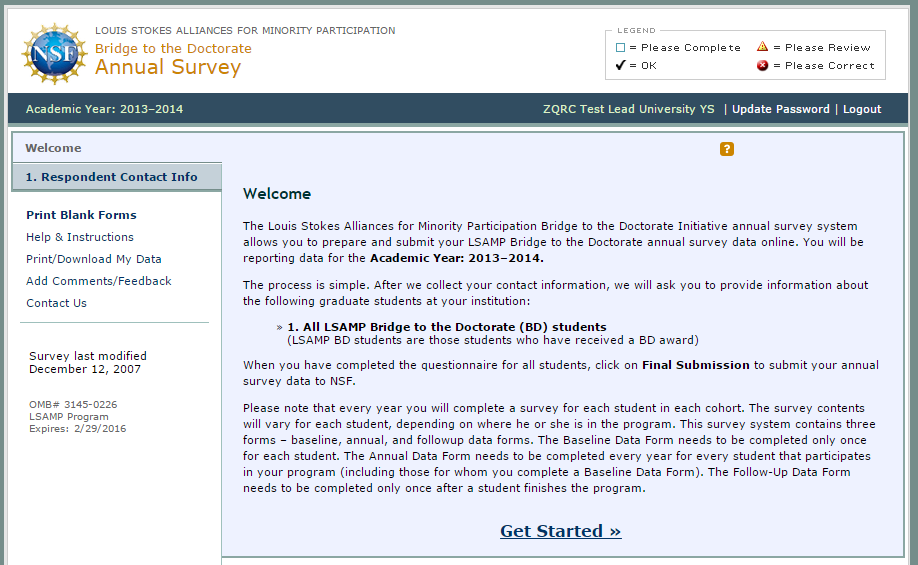 NSF
LOUIS STOKES ALLIANCES FOR MINORITY PARTICIPATION
Bridge to the Doctorate
Annual Survey
LEGEND
= Please Complete
= Please Review
= OK
= Please Correct
Academic Year: 2013–2014
ZQRC Test Lead University YS | Update Password | Logout
Welcome
?
1. Respondent Contact Info
Print Blank Forms
Help & Instructions
Print/Download My Data
Add Comments/Feedback
Contact Us
Survey last modified
December 12, 2007
OMB# 3145-0226
LSAMP Program
Expires: 2/29/2016
Welcome
The Louis Stokes Alliances for Minority Participation Bridge to the Doctorate Initiative annual survey system
allows you to prepare and submit your LSAMP Bridge to the Doctorate annual survey data online. You will be
reporting data for the Academic Year: 2013–2014.
The process is simple. After we collect your contact information, we will ask you to provide information about
the following graduate students at your institution:
» 1. All LSAMP Bridge to the Doctorate (BD) students
(LSAMP BD students are those students who have received a BD award)
When you have completed the questionnaire for all students, click on Final Submission to submit your annual
survey data to NSF.
Please note that every year you will complete a survey for each student in each cohort. The survey contents
will vary for each student, depending on where he or she is in the program. This survey system contains three
forms – baseline, annual, and followup data forms. The Baseline Data Form needs to be completed only once
for each student. The Annual Data Form needs to be completed every year for every student that participates
in your program (including those for whom you complete a Baseline Data Form). The Follow-Up Data Form
needs to be completed only once after a student finishes the program.
Get Started »